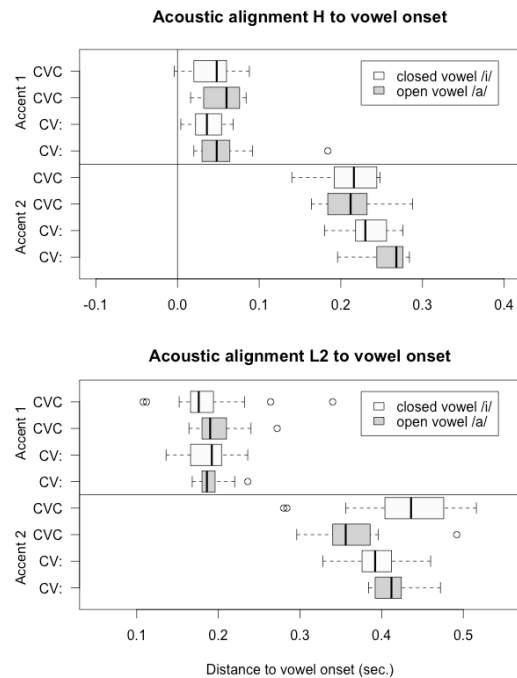 Acoustic alignment H to vowel onset
Accent 1
CVC
CVC
CV:
CV:
closed vowel /i/
open vowel /a/
Accent 2
CVC
CVC
CV:
CV:
-0.1 0.0 0.1 0.2 0.3 0.4
Acoustic alignment L2 to vowel onset
Accent 1
CVC
CVC
CV:
CV:
closed vowel /i/
open vowel /a/
Accent 2
CVC
CVC
CV:
CV:
0.1 0.2 0.3 0.4 0.5
Distance to vowel onset (sec.)